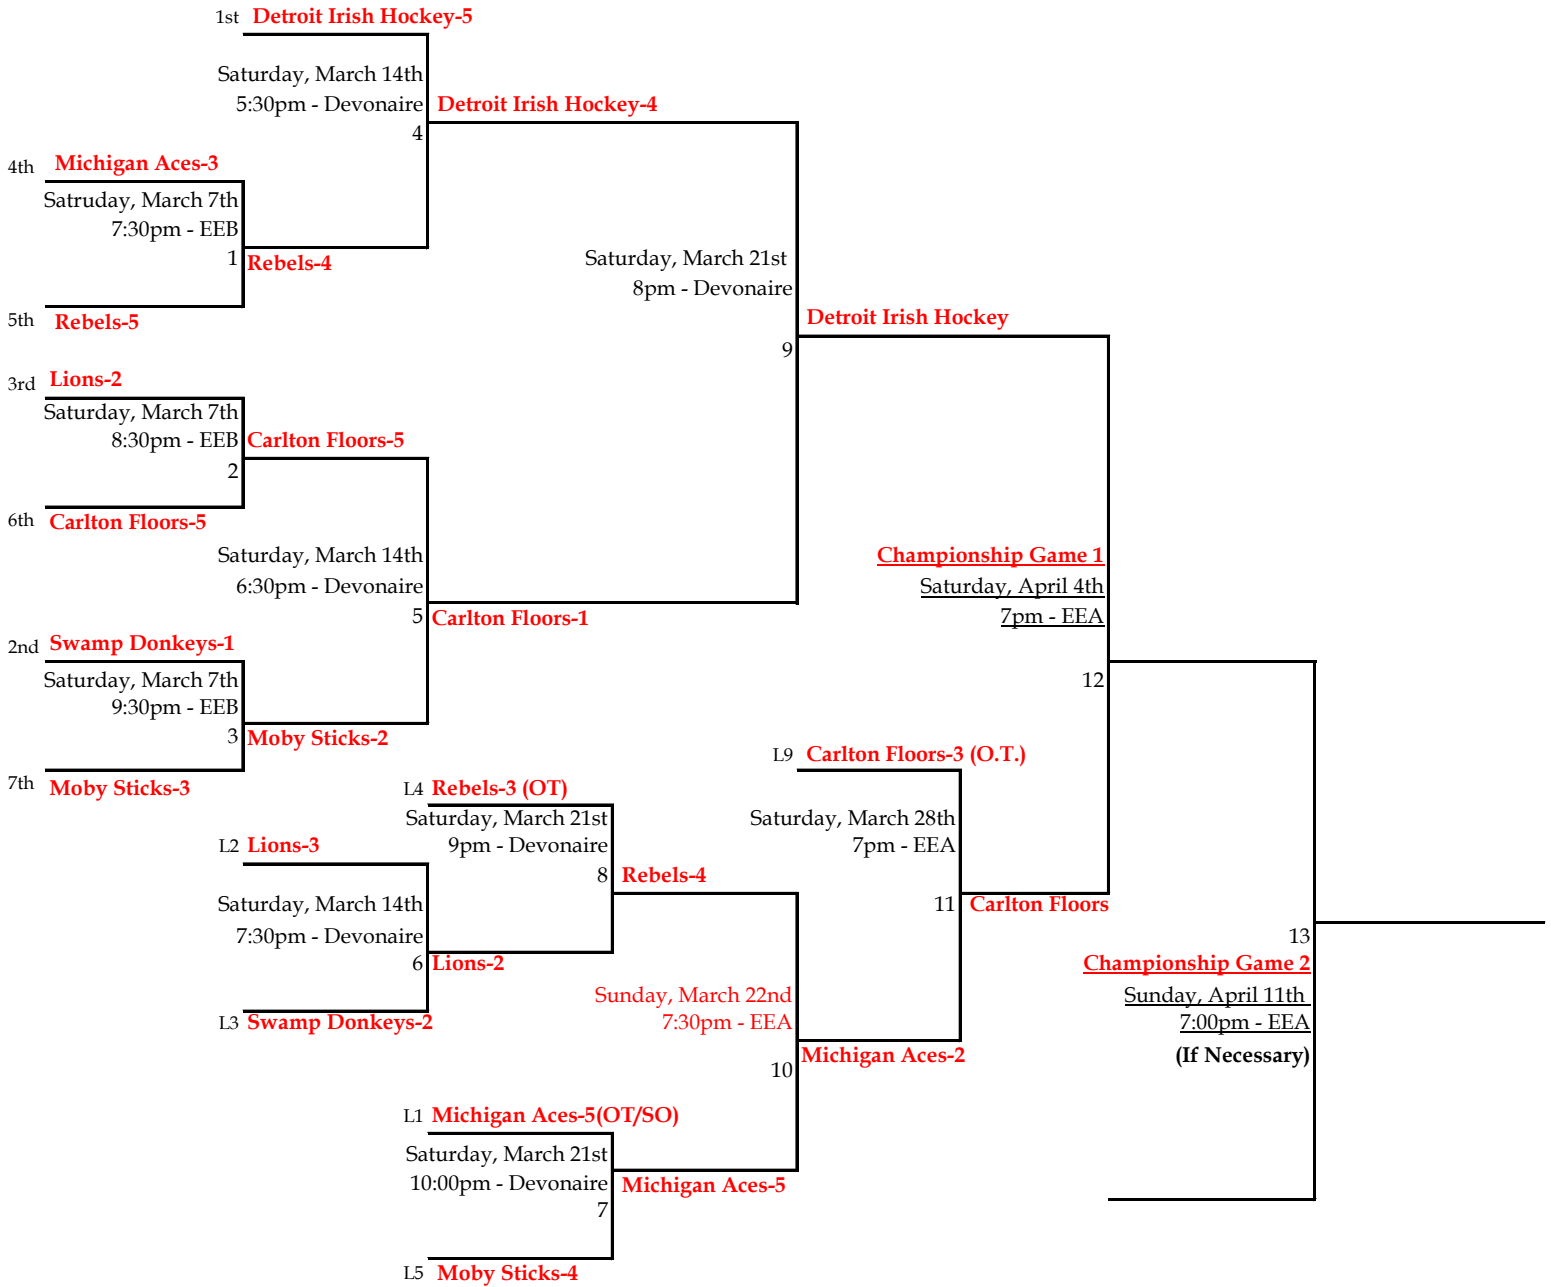 1st Detroit Irish Hockey-5
Saturday, March 14th
5:30pm - Devonaire
4
Detroit Irish Hockey-4
4th Michigan Aces-3
Satruday, March 7th
7:30pm - EEB
1
Rebels-4
5th Rebels-5
Saturday, March 21st
8pm - Devonaire
9
Detroit Irish Hockey
3rd Lions-2
Saturday, March 7th
8:30pm - EEB
2
Carlton Floors-5
6th Carlton Floors-5
Saturday, March 14th
6:30pm - Devonaire
5
Carlton Floors-1
Championship Game 1
Saturday, April 4th
7pm - EEA
12
2nd Swamp Donkeys-1
Saturday, March 7th
9:30pm - EEB
3
Moby Sticks-2
7th Moby Sticks-3
L9 Carlton Floors-3 (O.T.)
Saturday, March 28th
7pm - EEA
11
Carlton Floors
L4 Rebels-3 (OT)
Saturday, March 21st
9pm - Devonaire
8
Rebels-4
L2 Lions-3
Saturday, March 14th
7:30pm - Devonaire
6
Lions-2
L3 Swamp Donkeys-2
13
Championship Game 2
Sunday, April 11th
7:00pm - EEA
(If Necessary)
Sunday, March 22nd
7:30pm - EEA
10
Michigan Aces-2
L1 Michigan Aces-5(OT/SO)
Saturday, March 21st
10:00pm - Devonaire
7
Michigan Aces-5
L5 Moby Sticks-4